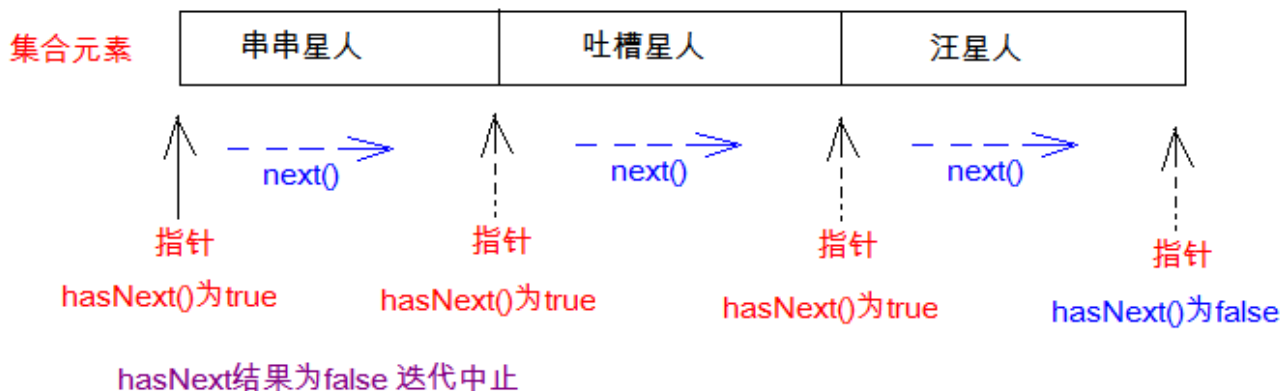 集合元素 串串星人 吐槽星人 汪星人
next() next() next()
指针 指针 指针 指针
hasNext()为true hasNext()为true hasNext()为true hasNext()为false
hasNext结果为false 迭代中止